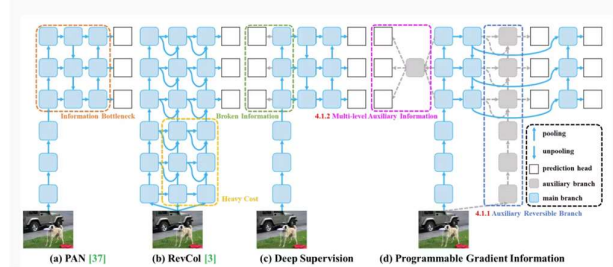 Information Bottleneck
Broken Information
4.1.2 Multi-level Auxiliary Information
Heavy Cost
pooling
unpooling
prediction head
auxiliary branch
main branch
4.1.1 Auxiliary Reversible Branch
(a) PAN [37]
(b) RevCol [3]
(c) Deep Supervision
(d) Programmable Gradient Information